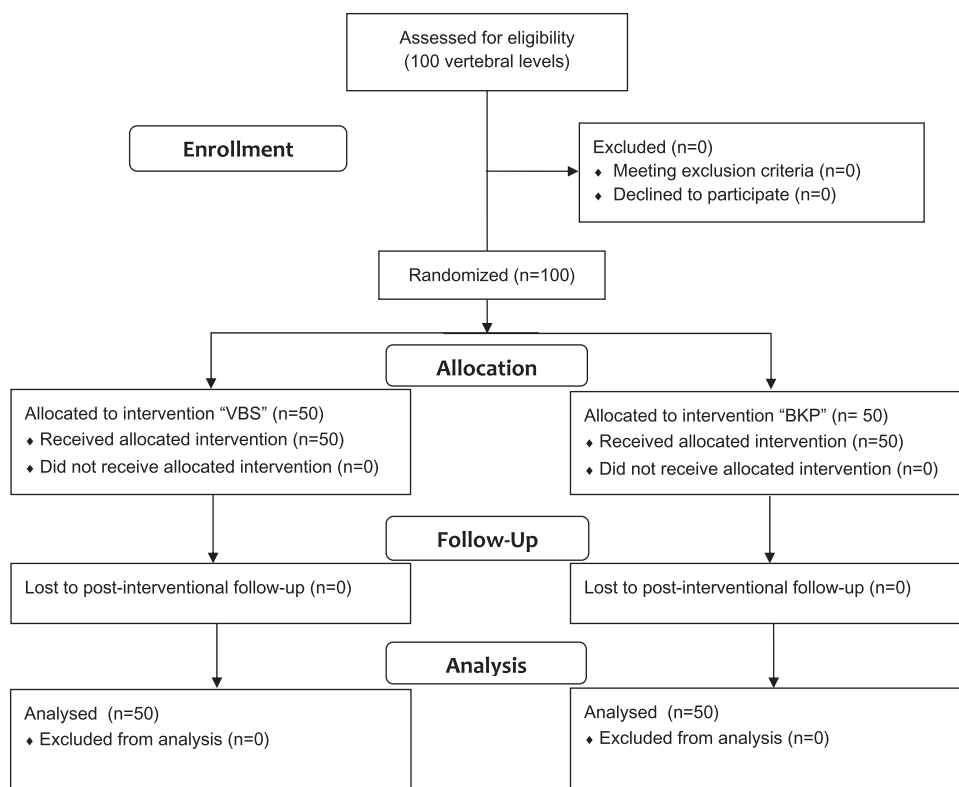 Assessed for eligibility
(100 vertebral levels)
Enrollment
Excluded (n=0)
♦ Meeting exclusion criteria (n=0)
♦ Declined to participate (n=0)
Randomized (n=100)
Allocation
Allocated to intervention “VBS” (n=50)
♦ Received allocated intervention (n=50)
♦ Did not receive allocated intervention (n=0)
Allocated to intervention “BKP” (n= 50)
♦ Received allocated intervention (n=50)
♦ Did not receive allocated intervention (n=0)
Follow-Up
Lost to post-interventional follow-up (n=0)
Lost to post-interventional follow-up (n=0)
Analysis
Analysed (n=50)
♦ Excluded from analysis (n=0)
Analysed (n=50)
♦ Excluded from analysis (n=0)